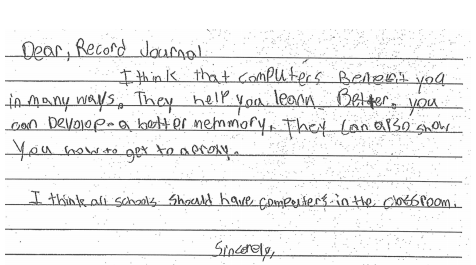 Dear, Record Journal
I think that computers Benefit you
in many ways. They help you learn Better. you
can Develop a better memmory. They can also show
You how to get to a
I think all schools should have computers in the classroom.
Sincerely,